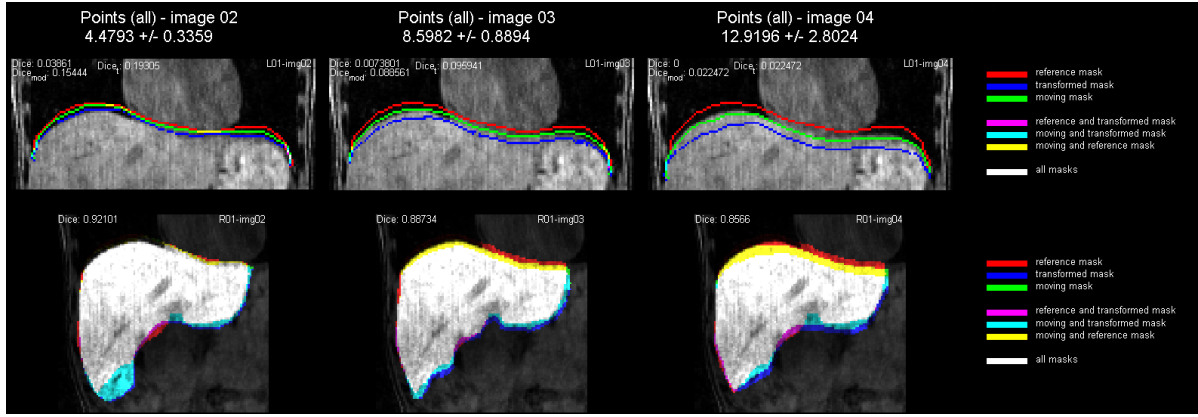 Points (all) - image 02
4.4793 +/- 0.3359
Points (all) - image 03
8.5982 +/- 0.8894
Points (all) - image 04
12.9196 +/- 2.8024
Dice: 0.03861
Dice_mod: 0.15444
Dice_t: 0.19305
L01-img02
Dice: 0.0073801
Dice_mod: 0.088561
Dice_t: 0.095941
L01-img03
Dice: 0
Dice_mod: 0.022472
Dice_t: 0.022472
L01-img04
reference mask
transformed mask
moving mask
reference and transformed mask
moving and transformed mask
moving and reference mask
all masks
Dice: 0.92101
R01-img02
Dice: 0.88734
R01-img03
Dice: 0.8566
R01-img04
reference mask
transformed mask
moving mask
reference and transformed mask
moving and transformed mask
moving and reference mask
all masks